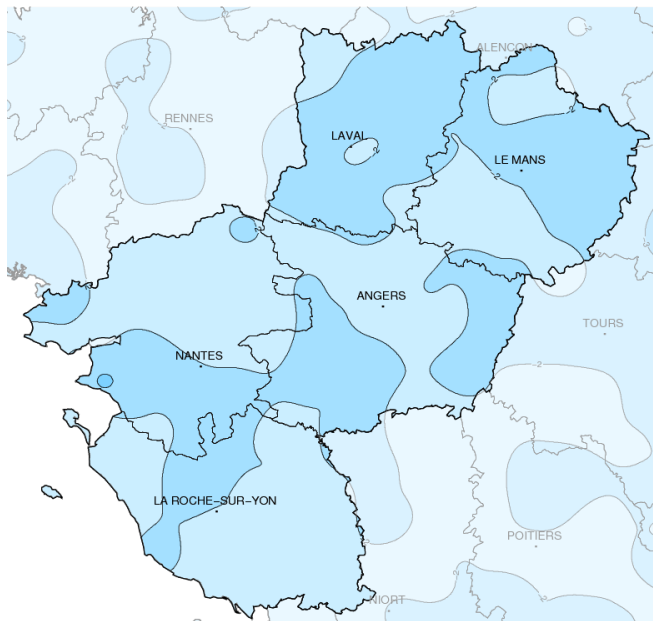 ALENCON
RENNES
LAVAL
LE MANS
ANGERS
TOURS
NANTES
LA ROCHE-SUR-YON
POITIERS
NIORT